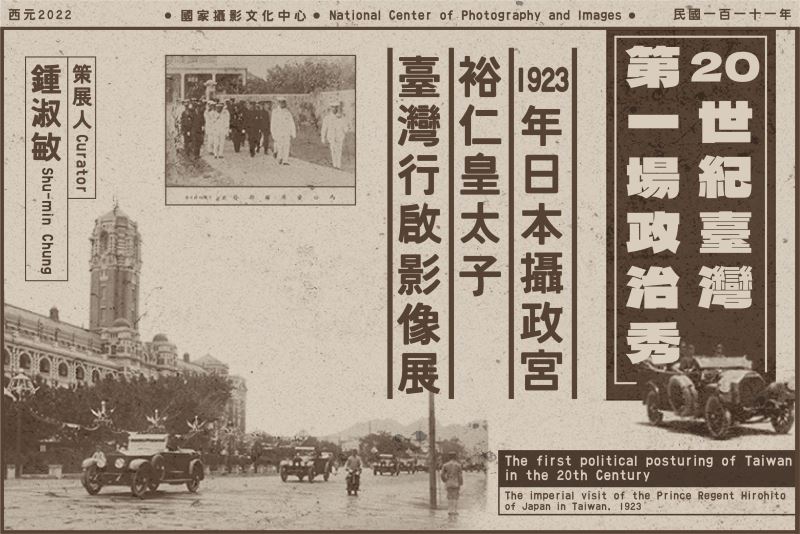 西元2022
● 國家攝影文化中心 ● National Center of Photography and Images ●
民國一百一十一年
20世紀臺灣
第一場政治秀
1923年日本攝政宮
裕仁皇太子
臺灣行啟影像展
策展人 Curator
鍾淑敏 Shu-min Chung
The first political posturing of Taiwan
in the 20th Century
The imperial visit of the Prince Regent Hirohito
of Japan in Taiwan, 1923